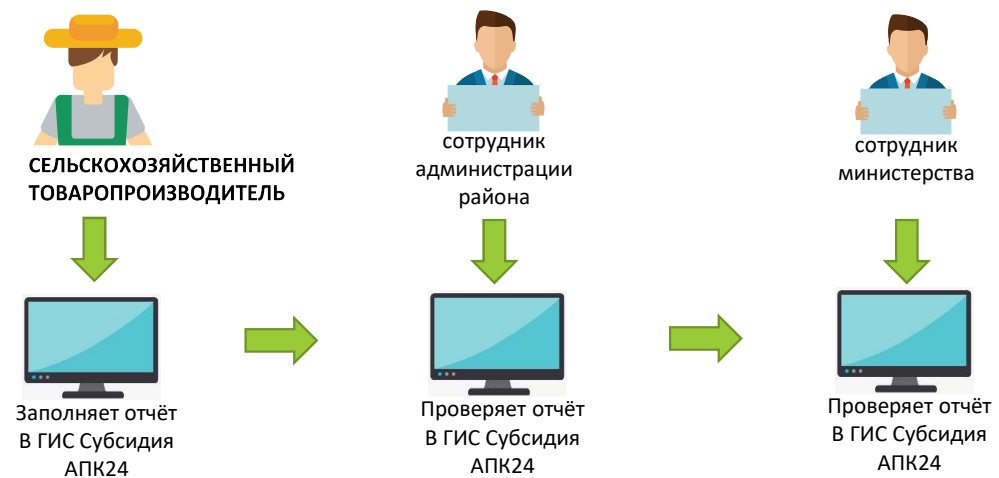 СЕЛЬСКОХОЗЯЙСТВЕННЫЙ
ТОВАРОПРОИЗВОДИТЕЛЬ
сотрудник
администрации
района
сотрудник
министерства
Заполняет отчёт
В ГИС Субсидия
АПК24
Проверяет отчёт
В ГИС Субсидия
АПК24
Проверяет отчёт
В ГИС Субсидия
АПК24